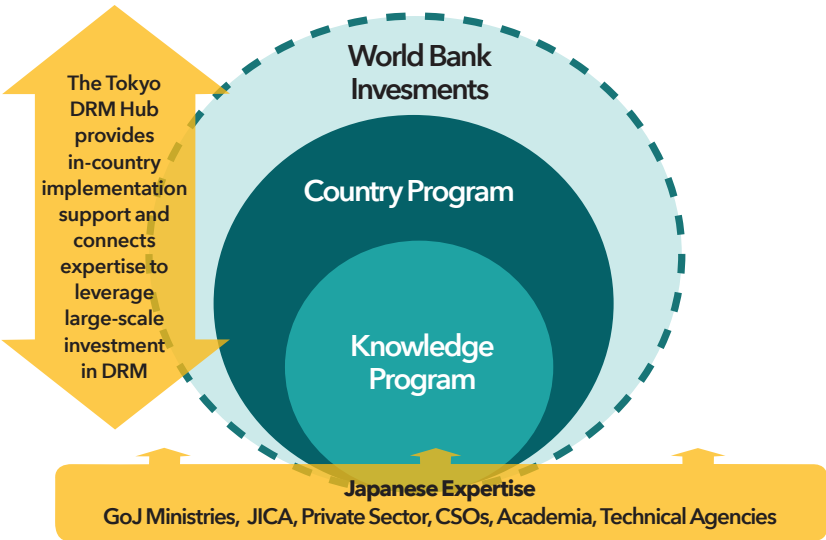 The Tokyo
DRM Hub
provides
in-country
implementation
support and
connects
expertise to
leverage
large-scale
investment
in DRM
World Bank
Invesments
Country Program
Knowledge
Program
Japanese Expertise
GoJ Ministries, JICA, Private Sector, CSOs, Academia, Technical Agencies